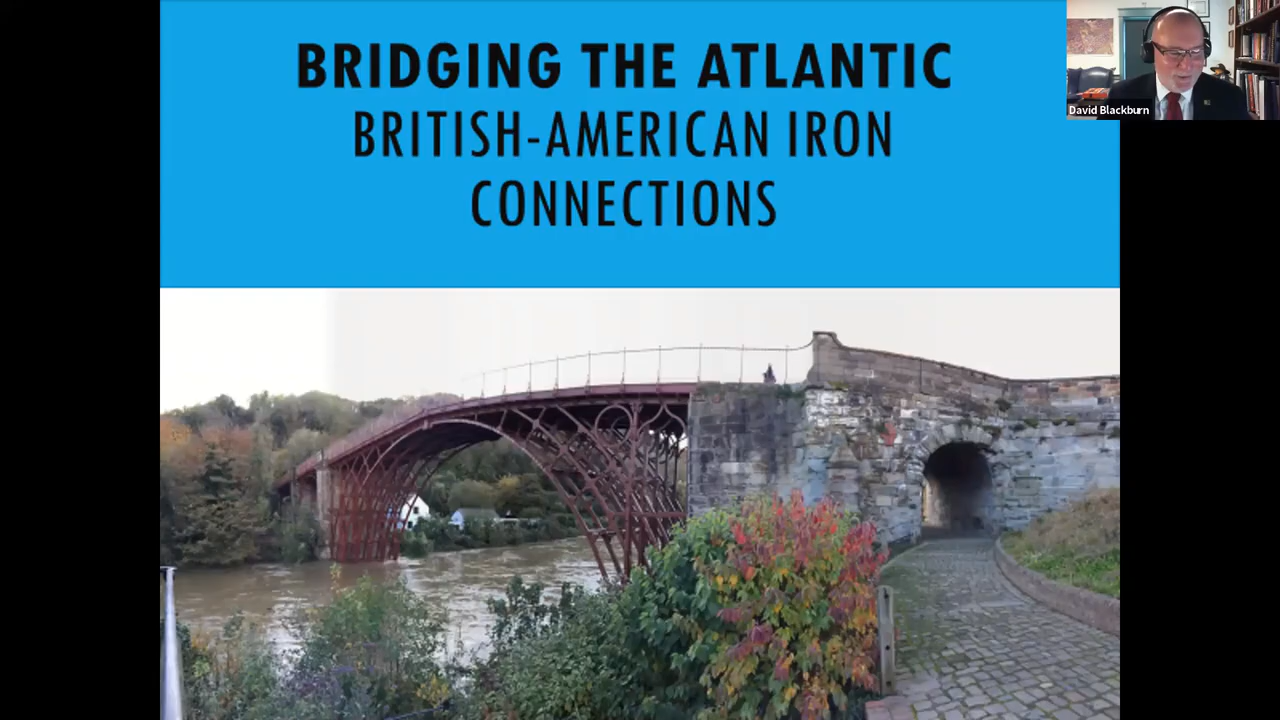 BRIDGING THE ATLANTIC
BRITISH-AMERICAN IRON
CONNECTIONS
David Blackburn